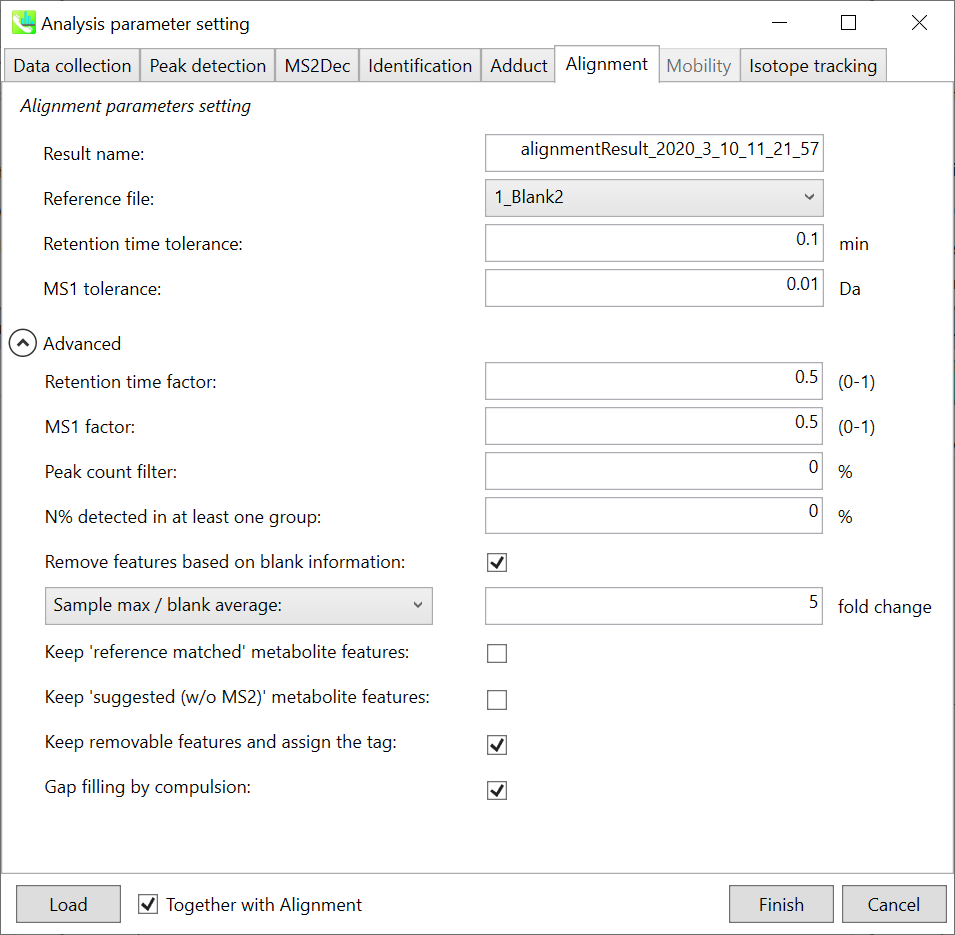 Analysis parameter setting
Data collection Peak detection MS2Dec Identification Adduct Alignment Mobility Isotope tracking
Alignment parameters setting
Result name: alignmentResult_2020_3_10_11_21_57
Reference file: 1_Blank2
Retention time tolerance: 0.1 min
MS1 tolerance: 0.01 Da
Advanced
Retention time factor: 0.5 (0-1)
MS1 factor: 0.5 (0-1)
Peak count filter: 0 %
N% detected in at least one group: 0 %
Remove features based on blank information:
Sample max / blank average: 5 fold change
Keep 'reference matched' metabolite features:
Keep 'suggested (w/o MS2)' metabolite features:
Keep removable features and assign the tag:
Gap filling by compulsion:
Load Together with Alignment Finish Cancel